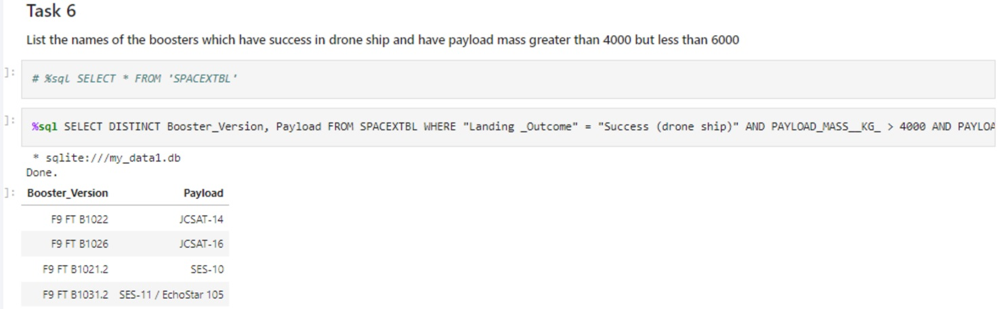 Task 6
List the names of the boosters which have success in drone ship and have payload mass greater than 4000 but less than 6000
]:
# %sql SELECT * FROM 'SPACEXTBL'
]:
%sql SELECT DISTINCT Booster_Version, Payload FROM SPACEXTBL WHERE "Landing _Outcome" = "Success (drone ship)" AND PAYLOAD_MASS__KG_ > 4000 AND PAYLOA
* sqlite:///my_data1.db
Done.
]:
Booster_Version Payload
F9 FT B1022 JCSAT-14
F9 FT B1026 JCSAT-16
F9 FT B1021.2 SES-10
F9 FT B1031.2 SES-11 / EchoStar 105